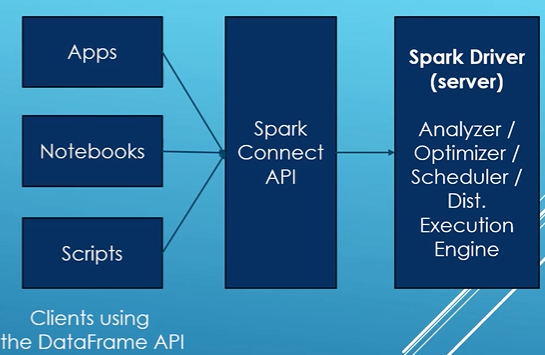 Apps
Notebooks
Scripts
Clients using
the DataFrame API
Spark
Connect
API
Spark Driver
(server)
Analyzer /
Optimizer /
Scheduler /
Dist.
Execution
Engine